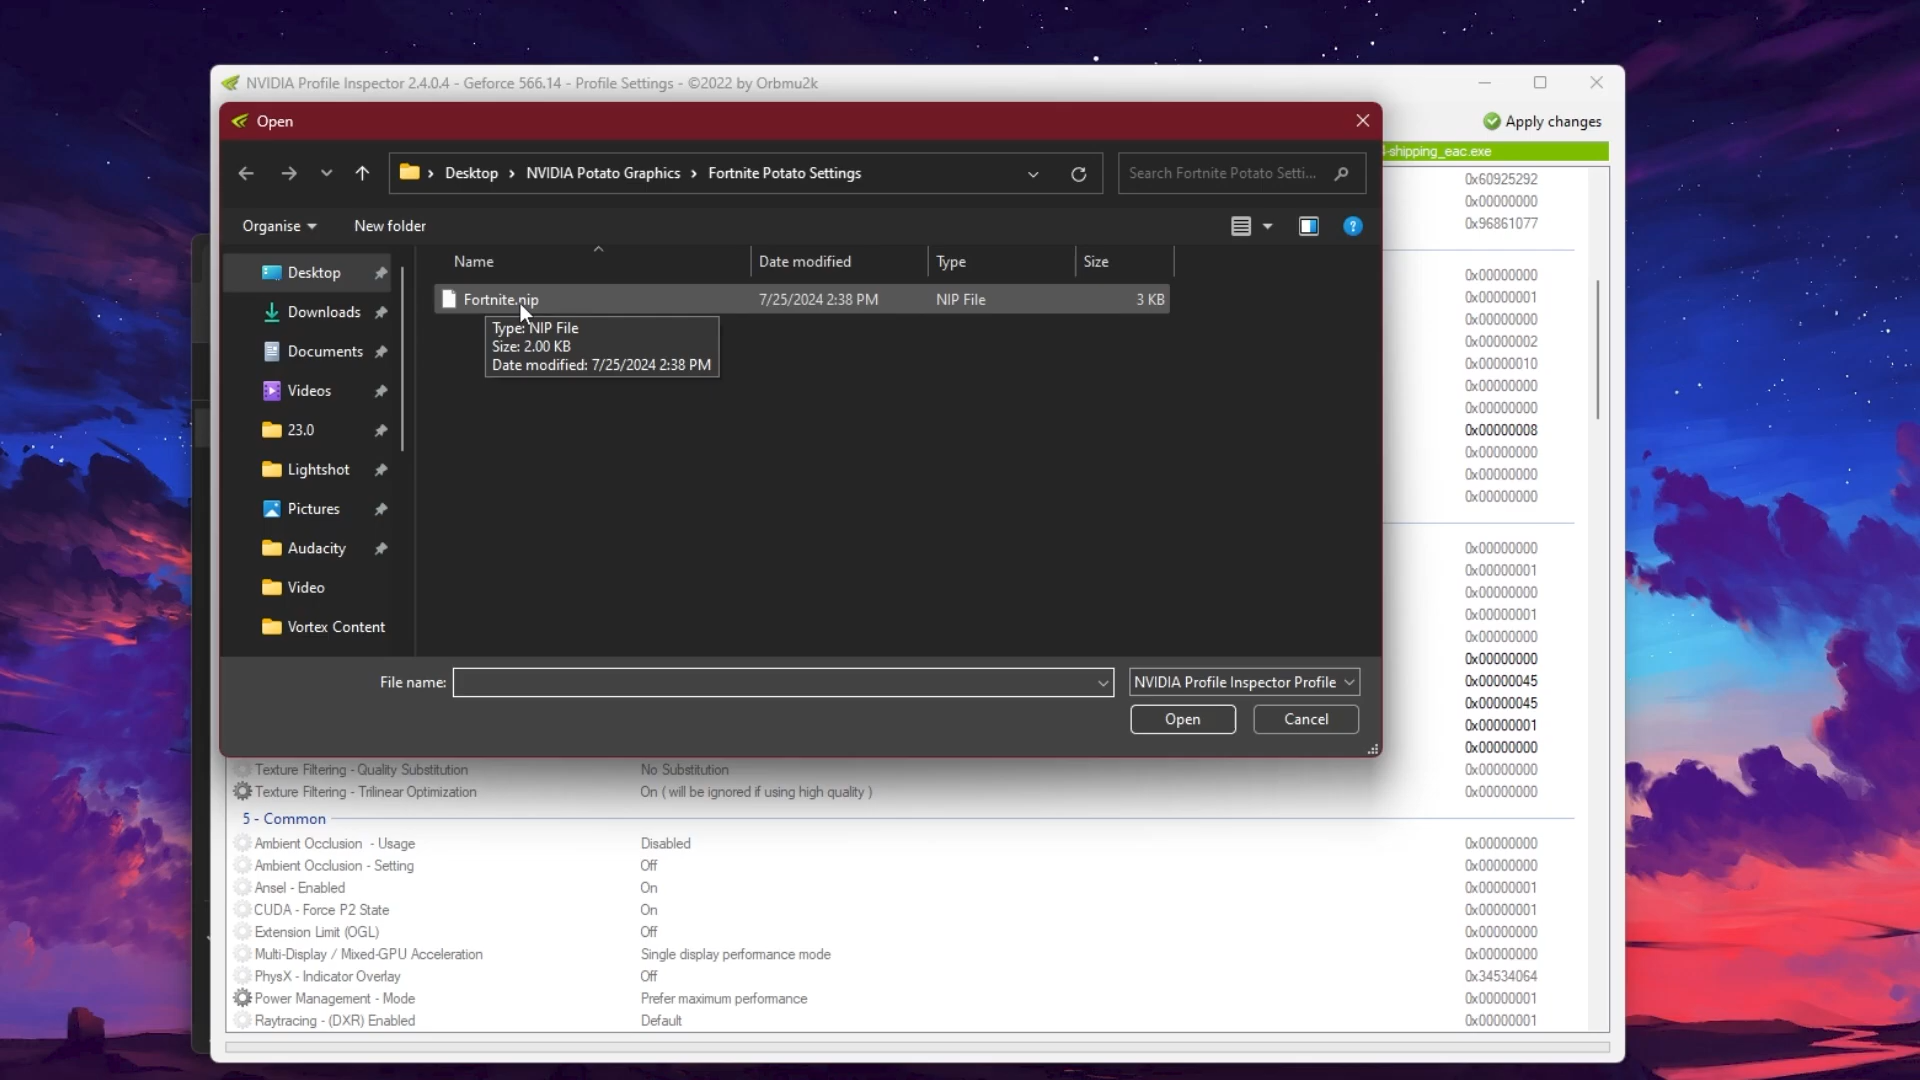 NVIDIA Profile Inspector 2.4.0.4 - Geforce 566.14 - Profile Settings - ©2022 by Orbmu2k
Open
Apply changes
-shipping_eac.exe
Desktop > NVIDIA Potato Graphics > Fortnite Potato Settings
Search Fortnite Potato Setti...
Organise
New folder
Name
Date modified
Type
Size
Fortnite.nip
7/25/2024 2:38 PM
NIP File
3 KB
Type: NIP File
Size: 2.00 KB
Date modified: 7/25/2024 2:38 PM
Desktop
Downloads
Documents
Videos
23.0
Lightshot
Pictures
Audacity
Video
Vortex Content
File name:
NVIDIA Profile Inspector Profile
Open
Cancel
0x60925292
0x00000000
0x96861077
0x00000000
0x00000001
0x00000000
0x00000002
0x00000010
0x00000000
0x00000000
0x00000008
0x00000000
0x00000000
0x00000000
0x00000000
0x00000001
0x00000000
0x00000001
0x00000000
0x00000000
0x00000045
0x00000045
0x00000001
0x00000000
Texture Filtering - Quality Substitution No Substitution 0x00000000
Texture Filtering - Trilinear Optimization On ( will be ignored if using high quality ) 0x00000000
5 - Common
Ambient Occlusion - Usage Disabled 0x00000000
Ambient Occlusion - Setting Off 0x00000000
Ansel - Enabled On 0x00000001
CUDA - Force P2 State On 0x00000001
Extension Limit (OGL) Off 0x00000000
Multi-Display / Mixed-GPU Acceleration Single display performance mode 0x00000000
PhysX - Indicator Overlay Off 0x34534064
Power Management - Mode Prefer maximum performance 0x00000001
Raytracing - (DXR) Enabled Default 0x00000001